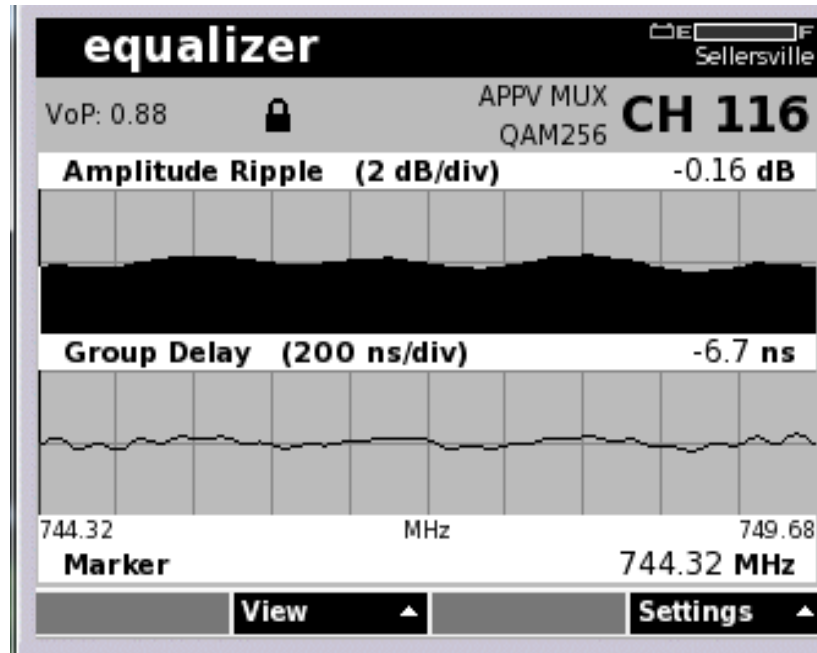 equalizer
E F
Sellersville
VoP: 0.88
APPV MUX
QAM256
CH 116
Amplitude Ripple (2 dB/div) -0.16 dB
Group Delay (200 ns/div) -6.7 ns
744.32 MHz 749.68
Marker 744.32 MHz
View Settings